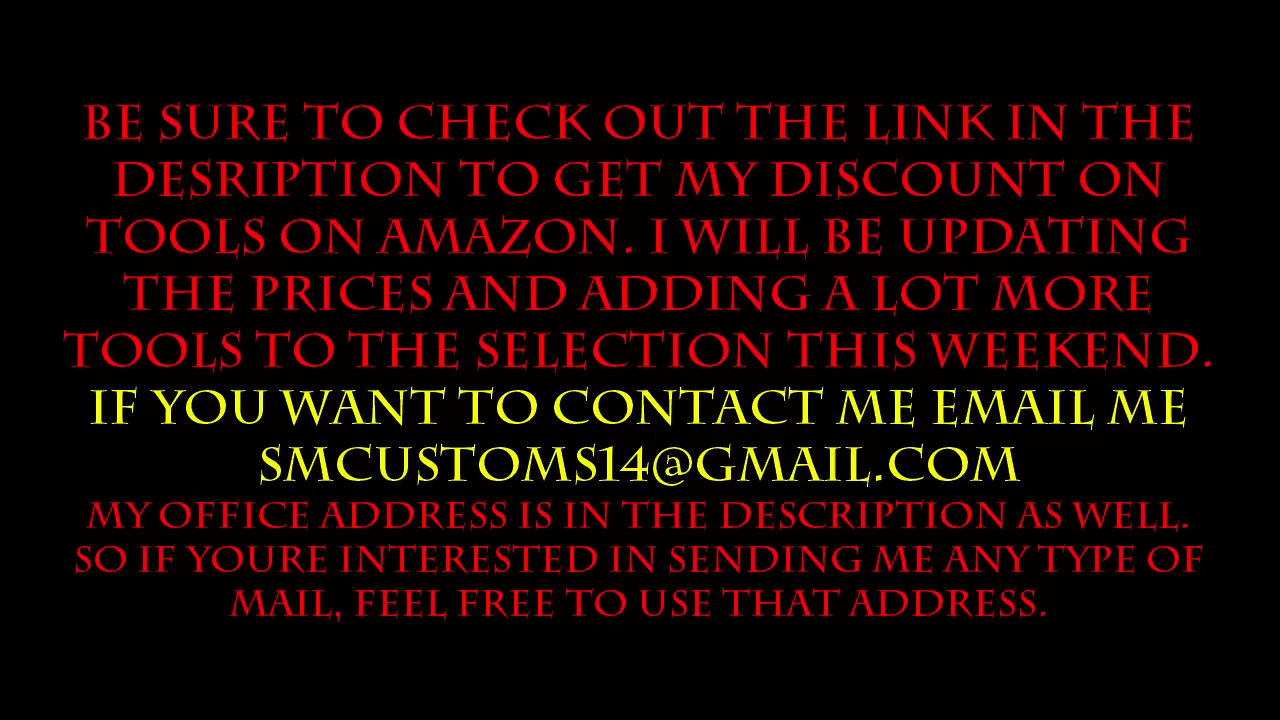 BE SURE TO CHECK OUT THE LINK IN THE
DESRIPTION TO GET MY DISCOUNT ON
TOOLS ON AMAZON. I WILL BE UPDATING
THE PRICES AND ADDING A LOT MORE
TOOLS TO THE SELECTION THIS WEEKEND.
IF YOU WANT TO CONTACT ME EMAIL ME
SMCUSTOMS14@GMAIL.COM
MY OFFICE ADDRESS IS IN THE DESCRIPTION AS WELL.
SO IF YOURE INTERESTED IN SENDING ME ANY TYPE OF
MAIL, FEEL FREE TO USE THAT ADDRESS.